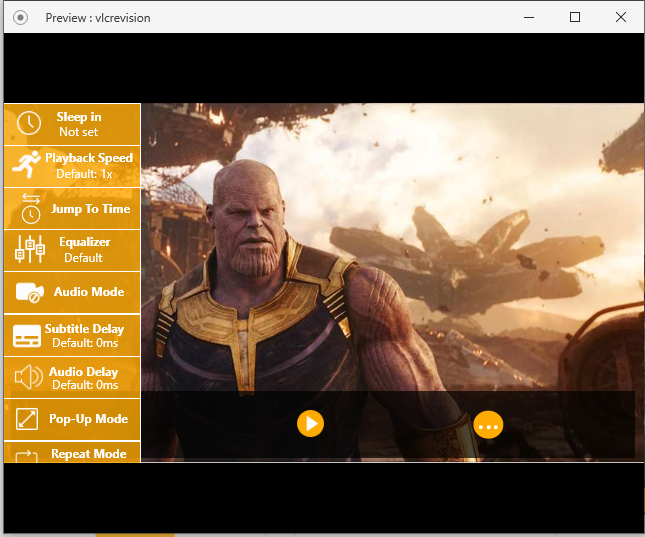 Preview : vlcrevision
Sleep in
Not set
Playback Speed
Default: 1x
Jump To Time
Equalizer
Default
Audio Mode
Subtitle Delay
Default: 0ms
Audio Delay
Default: 0ms
Pop-Up Mode
Repeat Mode